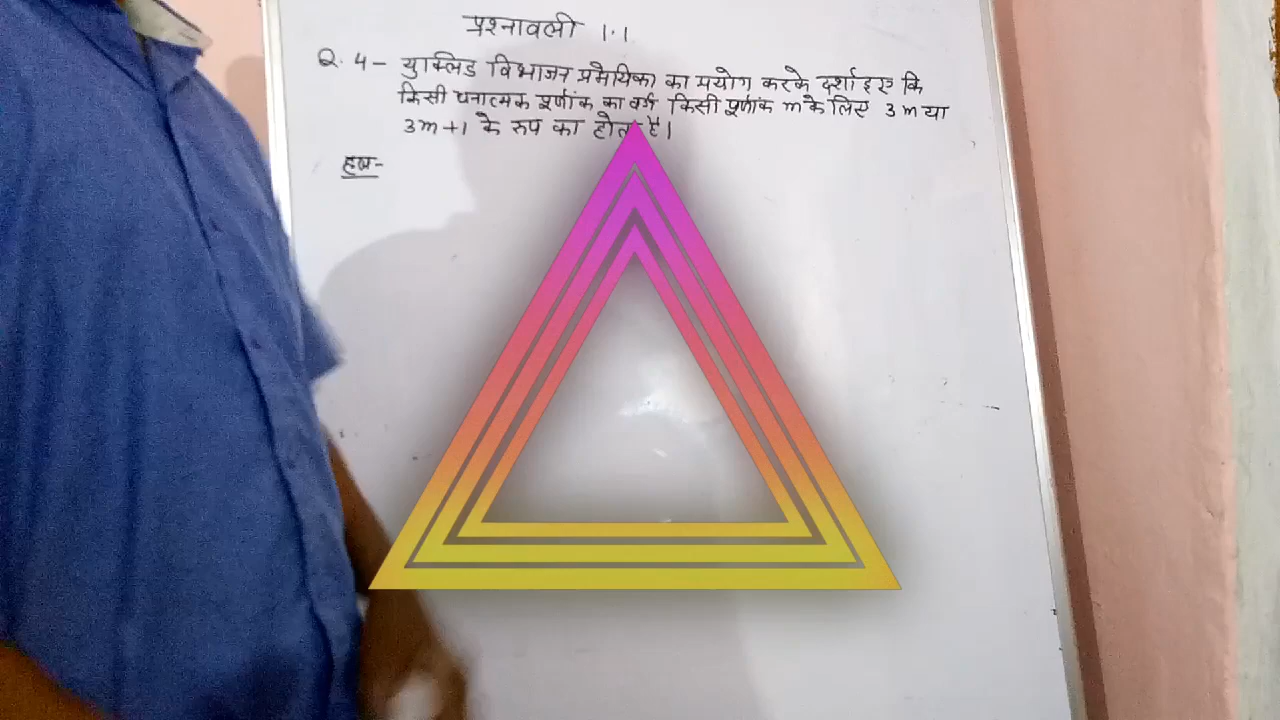 प्रश्नावली 1.1
Q. 4- युक्लिड विभाजन प्रमेयिका का प्रयोग करके दर्शाइए कि
किसी धनात्मक पूर्णांक का वर्ग, किसी पूर्णांक m के लिए 3m या
3m+1 के रुप का होता है।
हल-